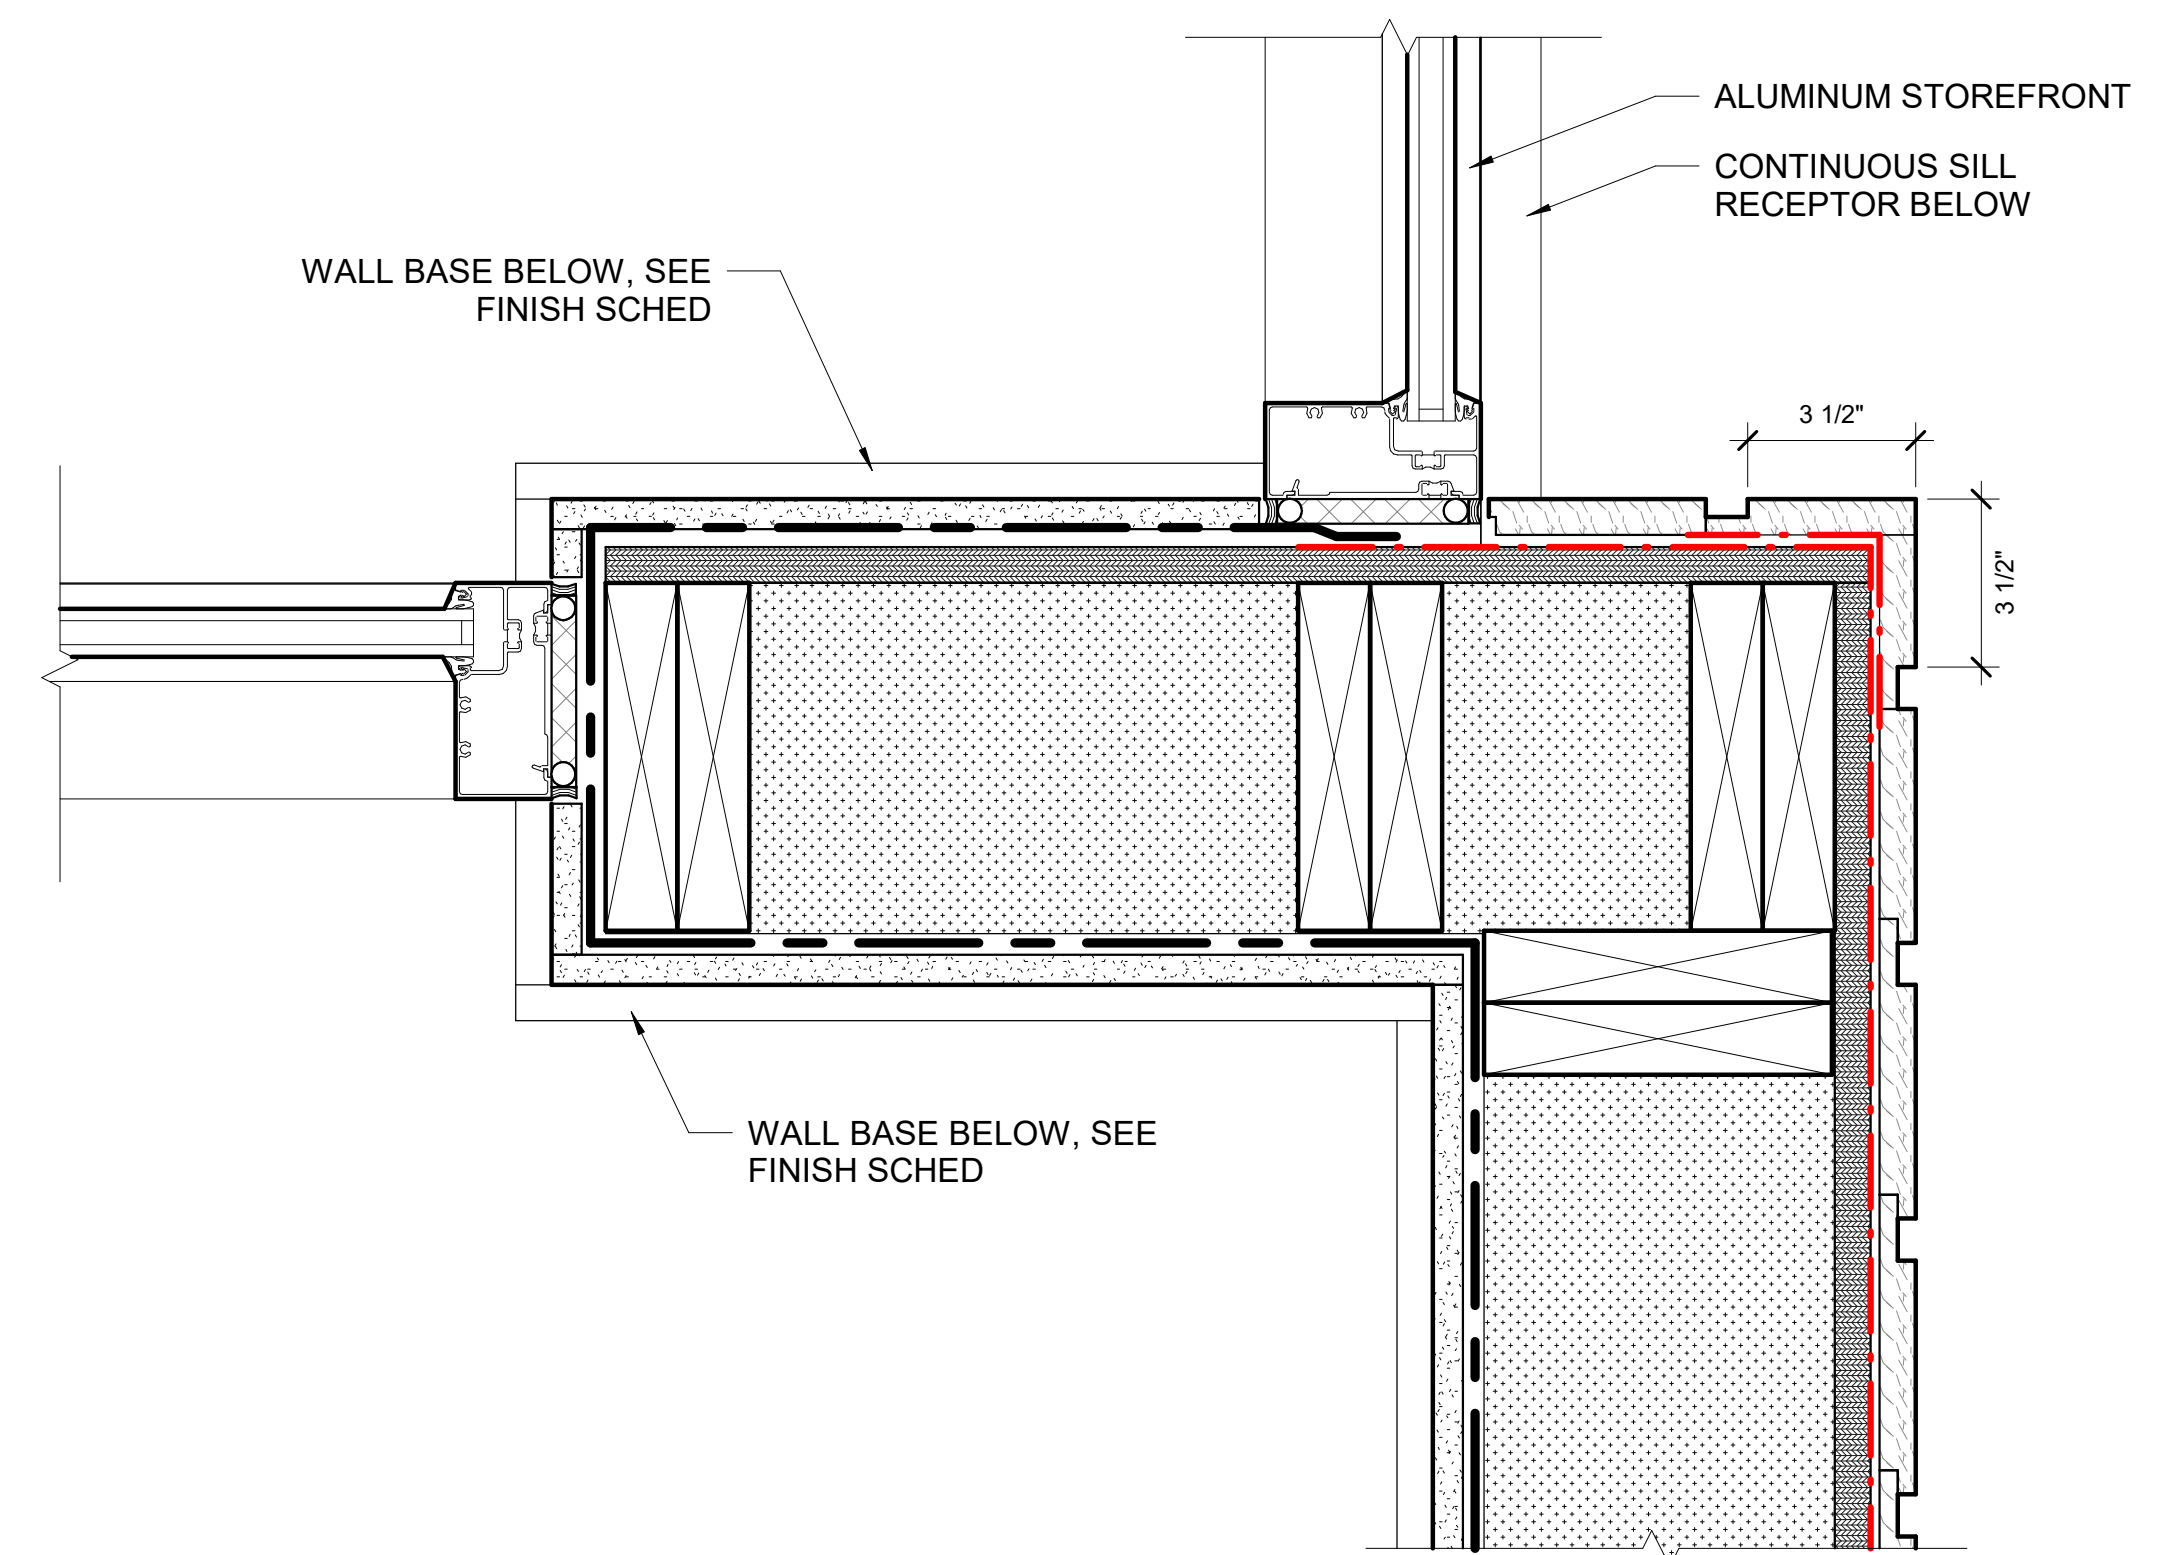 ALUMINUM STOREFRONT
CONTINUOUS SILL
RECEPTOR BELOW
WALL BASE BELOW, SEE
FINISH SCHED
3 1/2"
3 1/2"
WALL BASE BELOW, SEE
FINISH SCHED